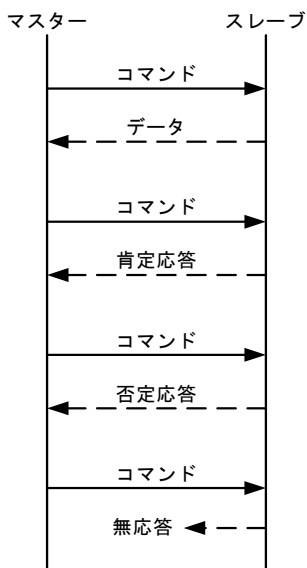 マスター スレーブ
コマンド
データ
コマンド
肯定応答
コマンド
否定応答
コマンド
無応答